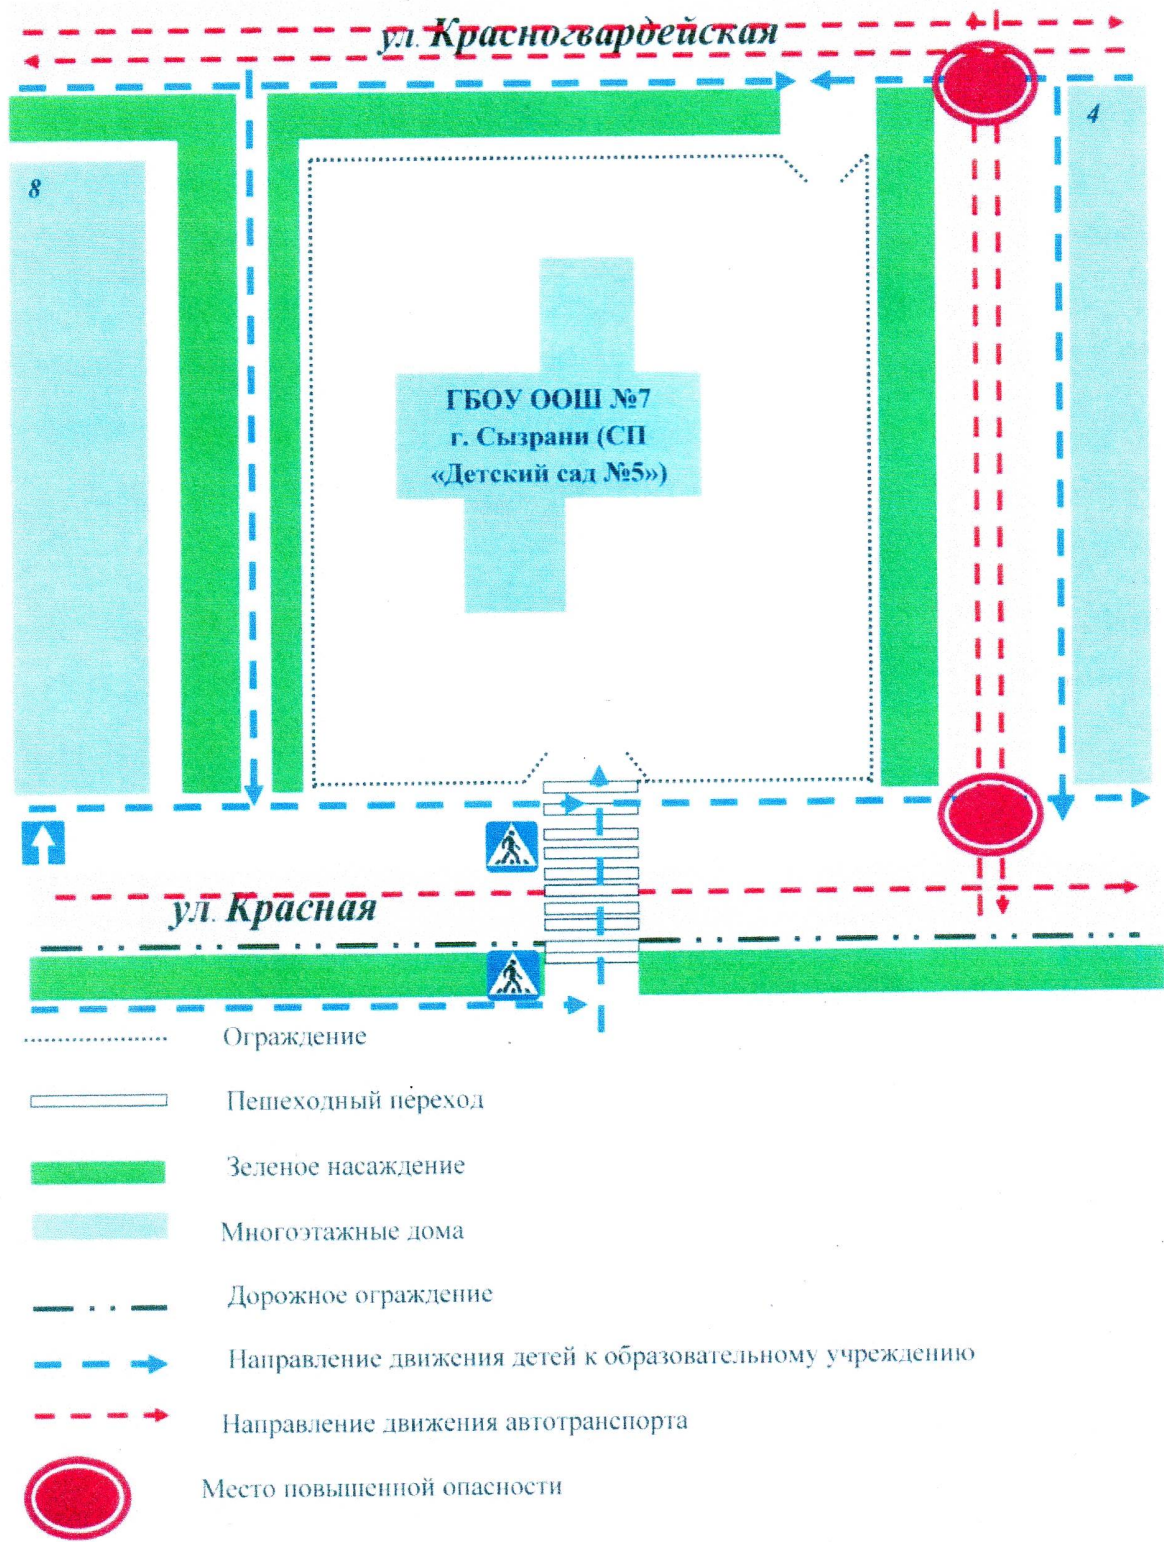 ул. Красногвардейская
4
8
ГБОУ ООШ №7
г. Сызрани (СП
«Детский сад №5»)
ул. Красная
Ограждение
Пешеходный переход
Зеленое насаждение
Многоэтажные дома
Дорожное ограждение
Направление движения детей к образовательному учреждению
Направление движения автотранспорта
Место повышенной опасности